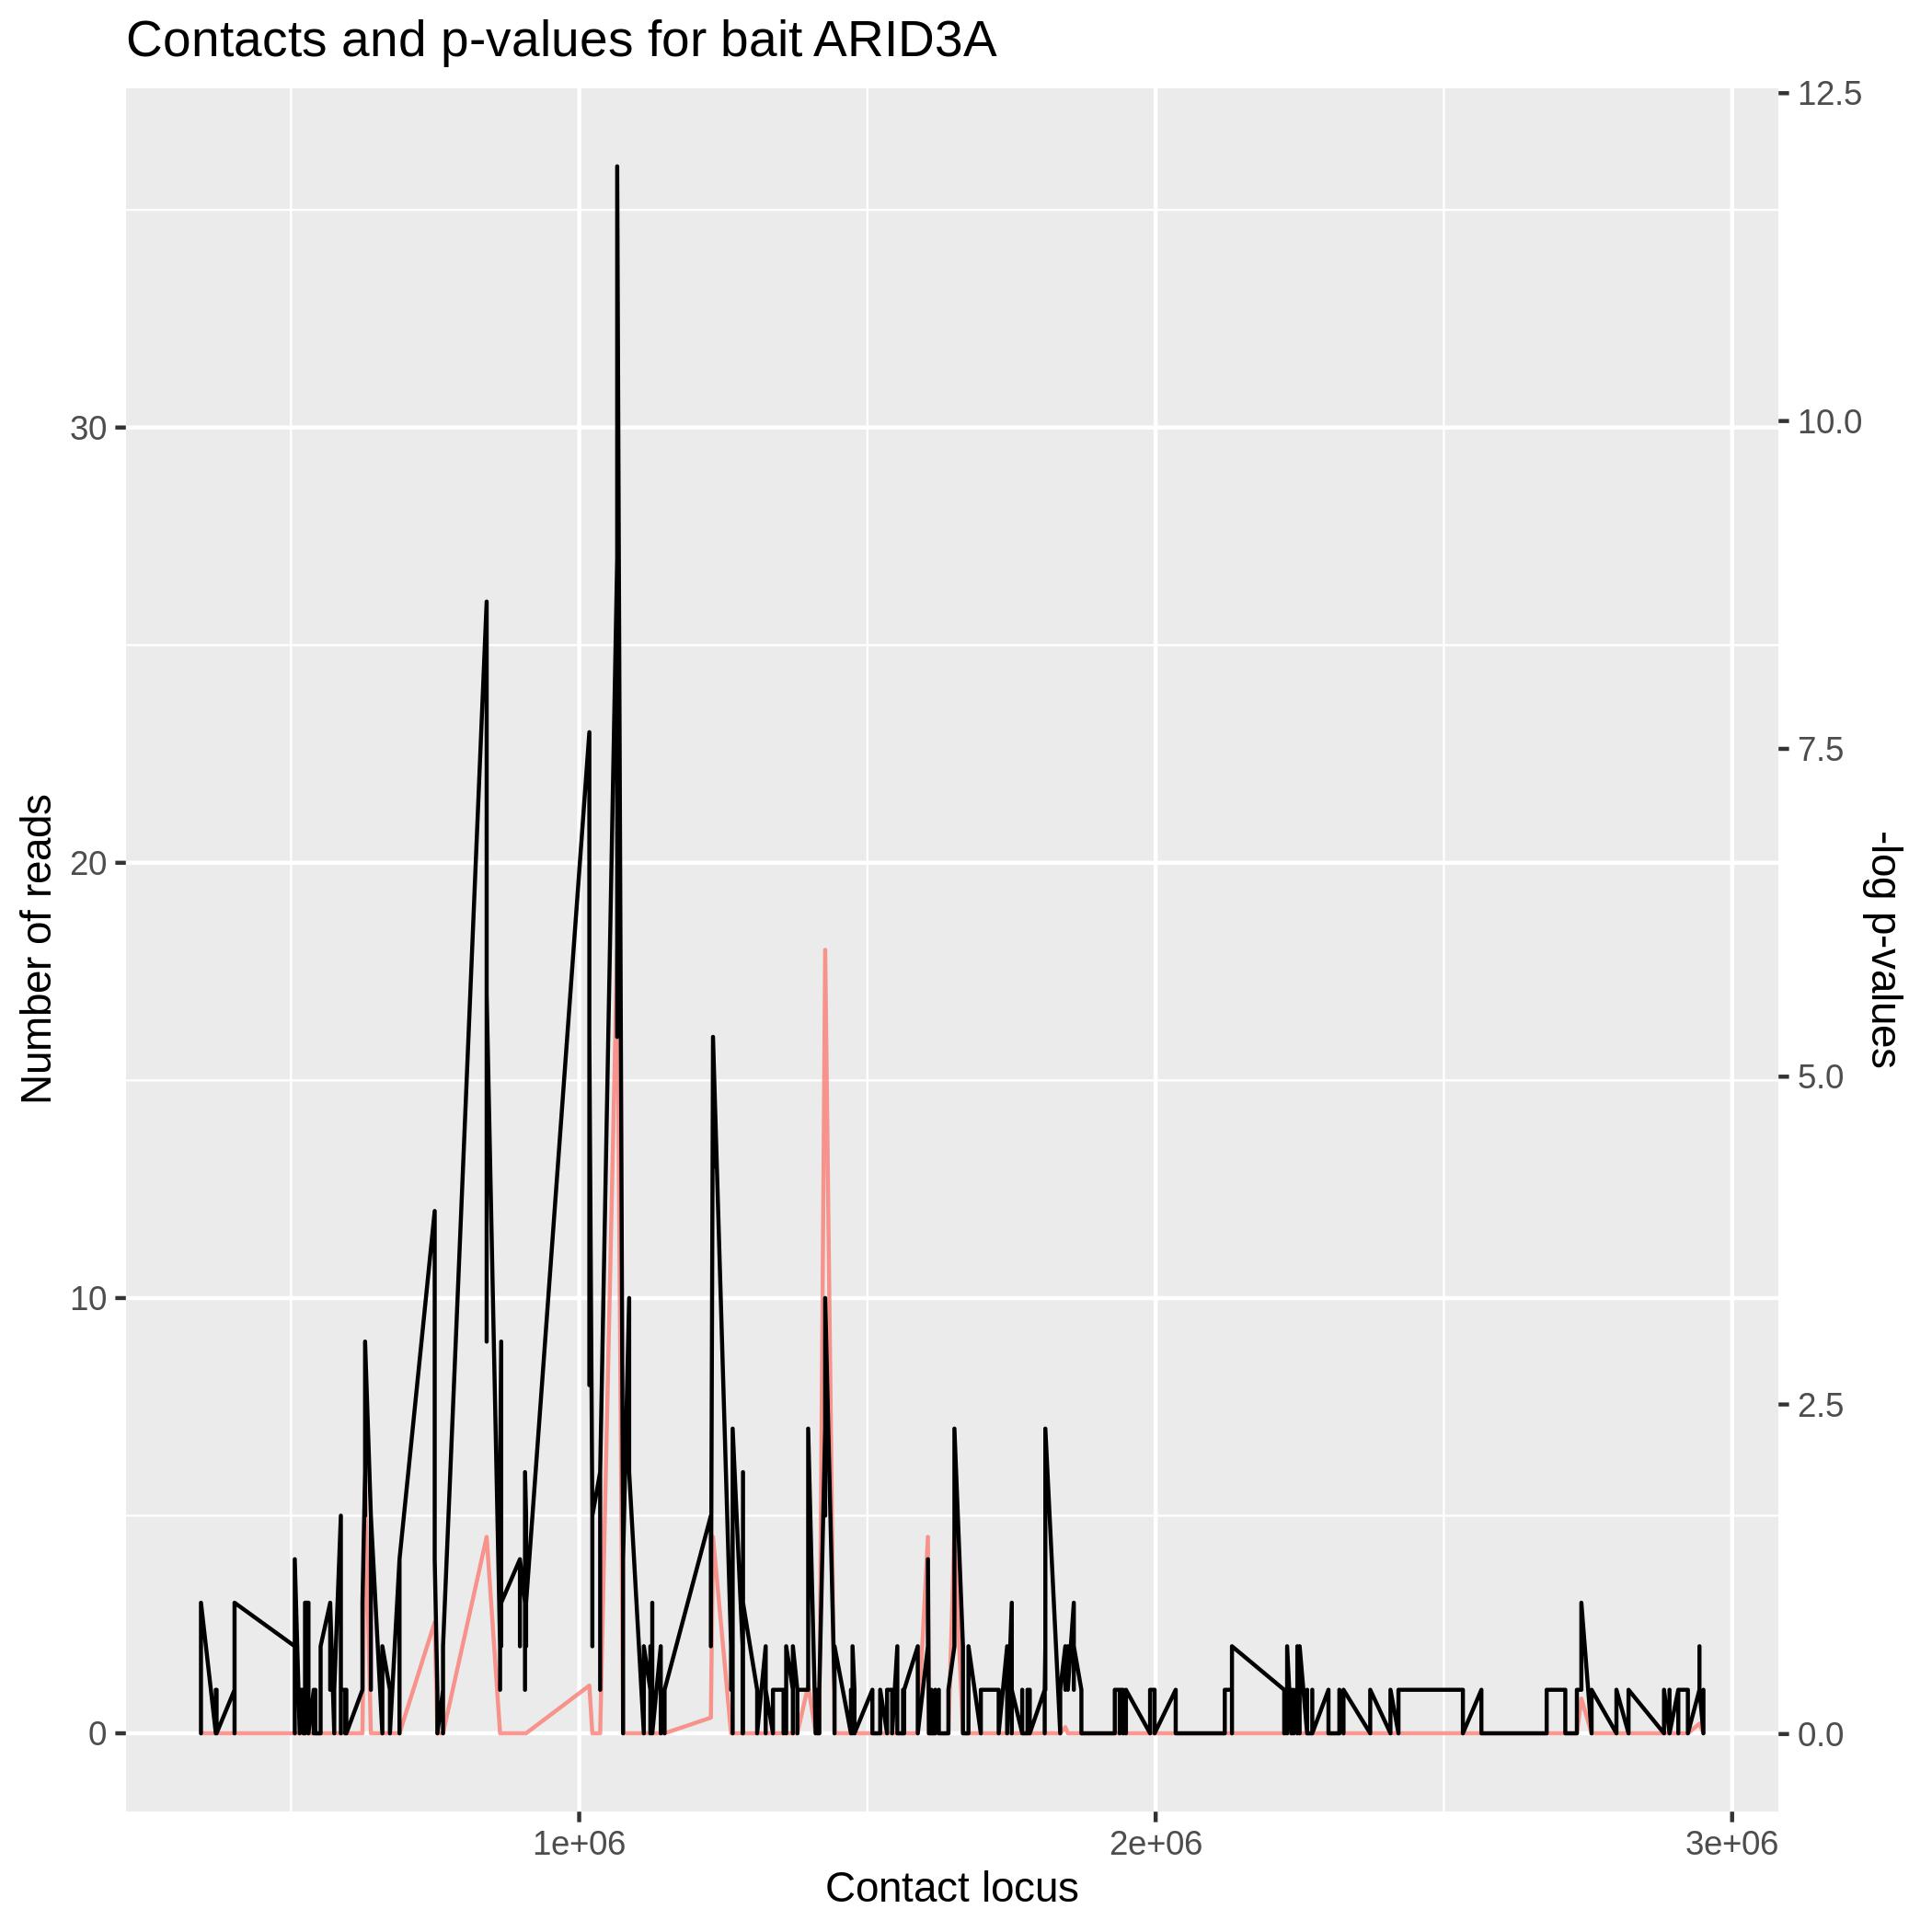 Contacts and p-values for bait ARID3A
12.5
30
10.0
7.5
20
Number of reads
-log p-values
5.0
10
2.5
0
0.0
1e+06
2e+06
3e+06
Contact locus